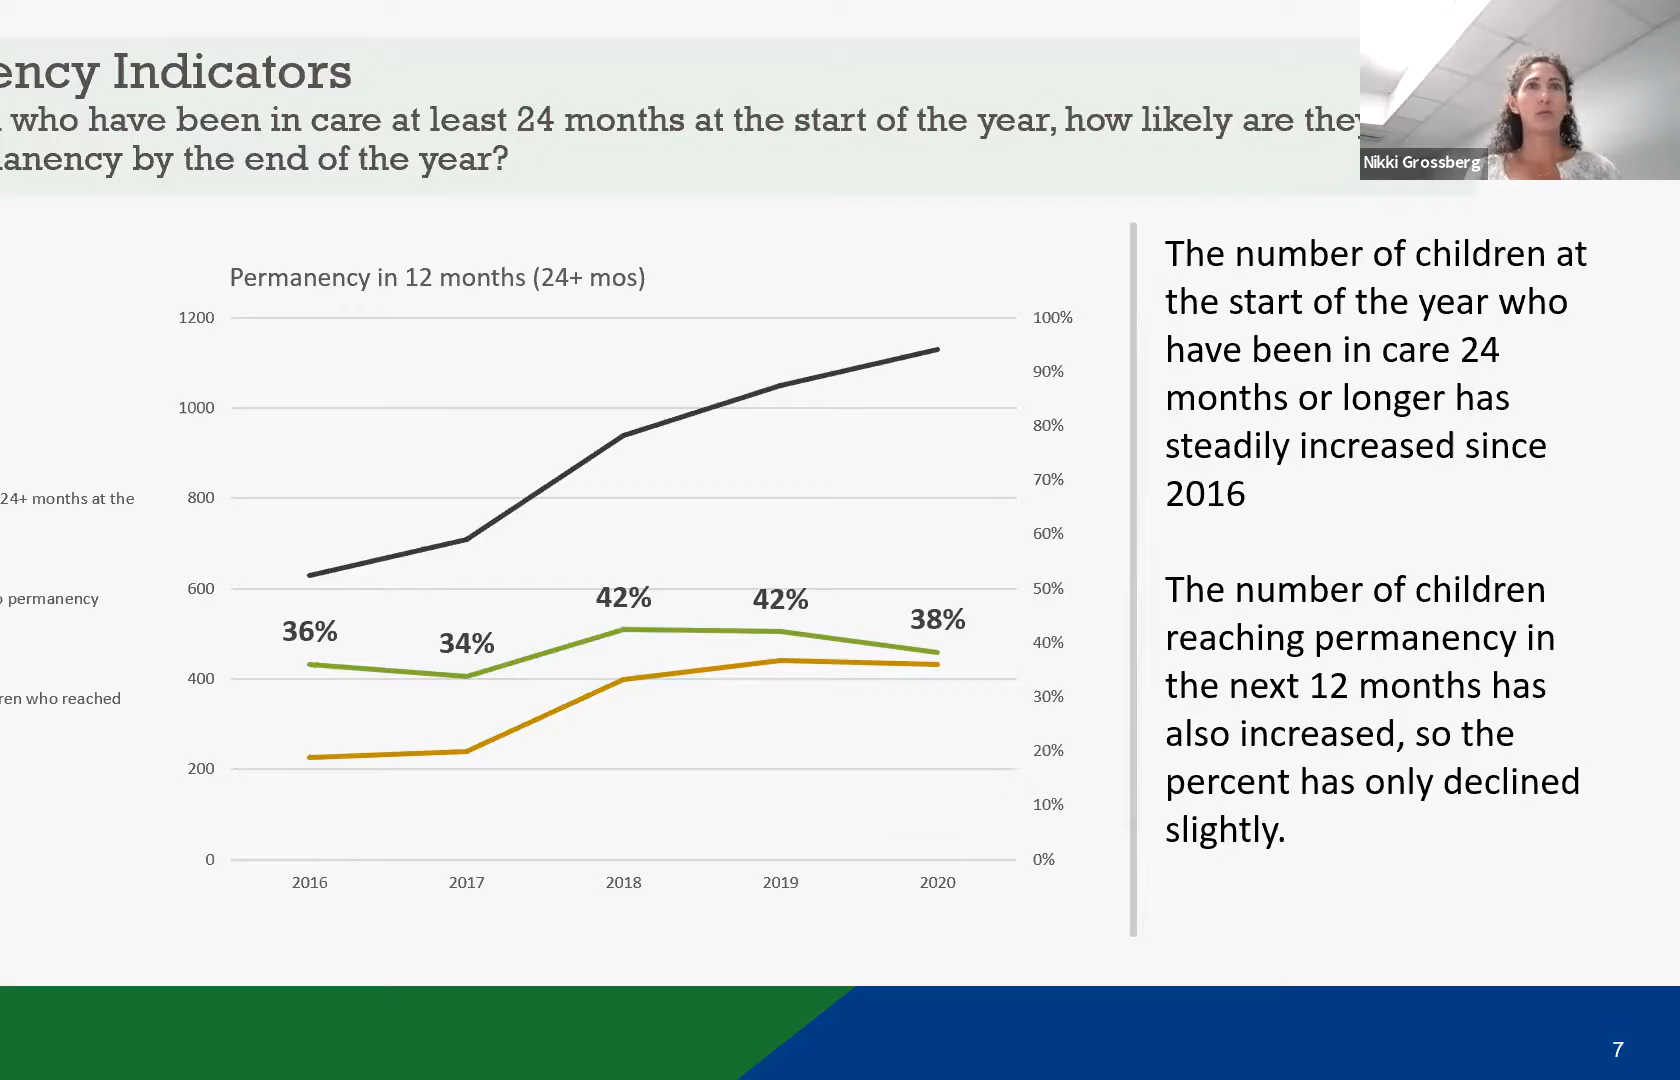 ency Indicators
who have been in care at least 24 months at the start of the year, how likely are they
anency by the end of the year?
Nikki Grossberg
Permanency in 12 months (24+ mos)
1200
1000
800
600
400
200
0
100%
90%
80%
70%
60%
50%
40%
30%
20%
10%
0%
24+ months at the
permanency
ren who reached
36%
34%
42%
42%
38%
2016
2017
2018
2019
2020
The number of children at
the start of the year who
have been in care 24
months or longer has
steadily increased since
2016
The number of children
reaching permanency in
the next 12 months has
also increased, so the
percent has only declined
slightly.
7